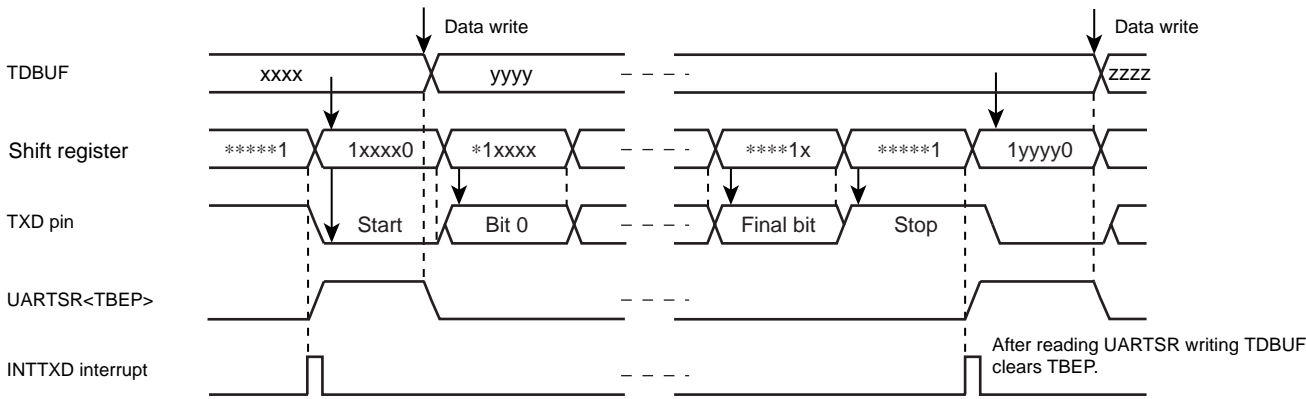 Data write Data write
TDBUF xxxx yyyy zzzz
Shift register *****1 1xxxx0 *1xxxx ****1x *****1 1yyyy0
TXD pin Start Bit 0 Final bit Stop
UARTSR<TBEP>
After reading UARTSR writing TDBUF
INTTXD interrupt clears TBEP.